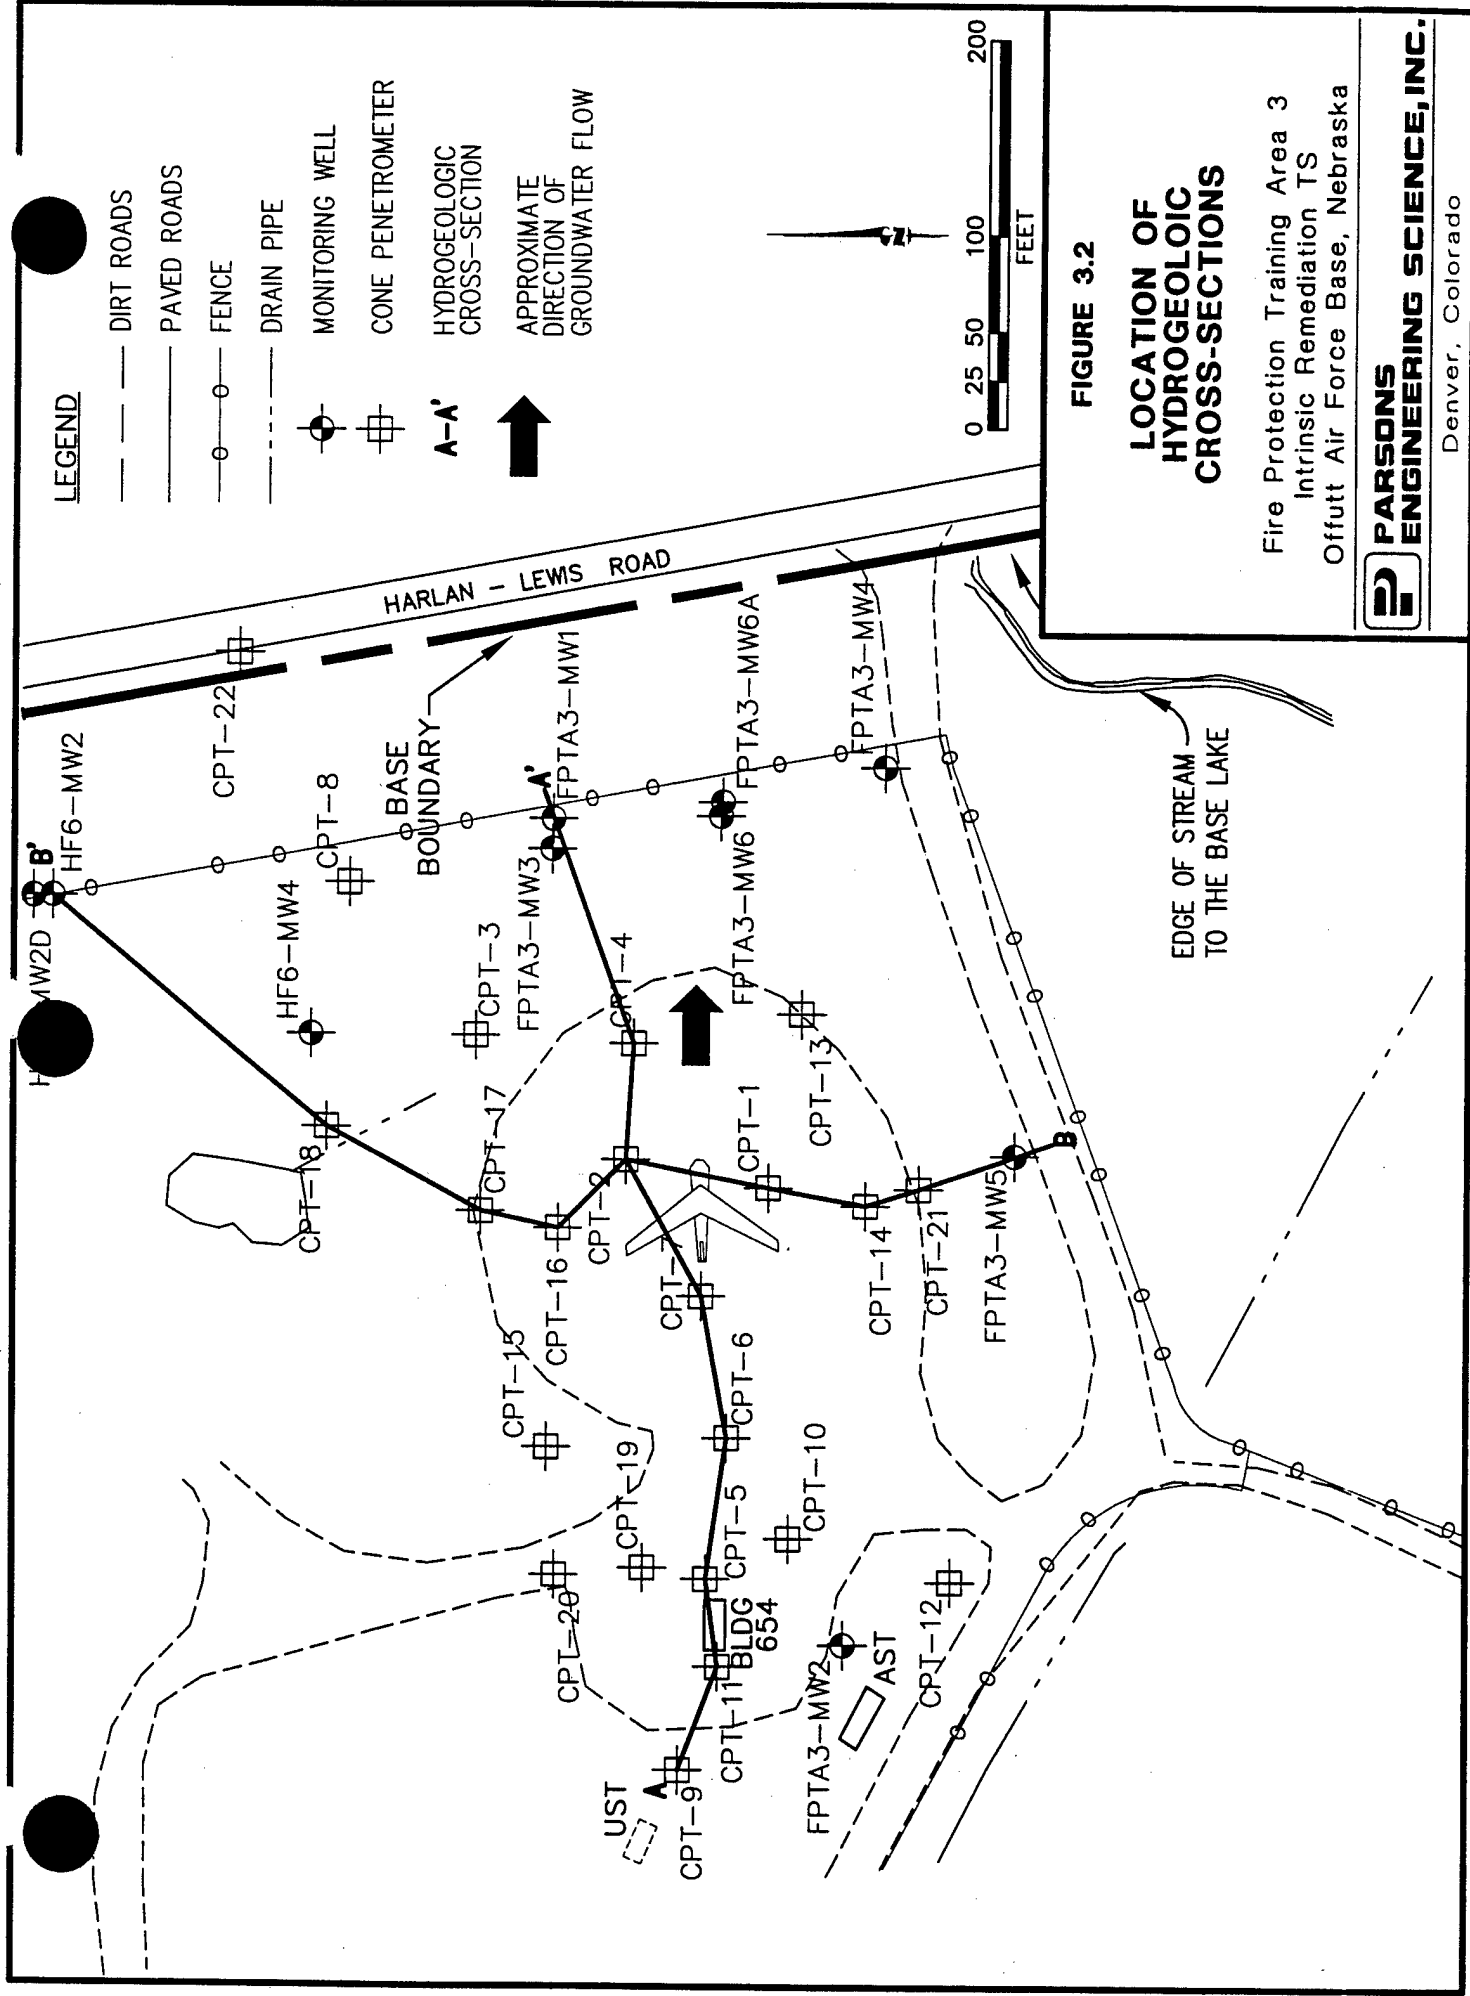 LEGEND
DIRT ROADS
PAVED ROADS
FENCE
DRAIN PIPE
MONITORING WELL
CONE PENETROMETER
A-A'
HYDROGEOLOGIC
CROSS-SECTION
APPROXIMATE
DIRECTION OF
GROUNDWATER FLOW
N
0
25
50
100
200
FEET
HARLAN - LEWIS ROAD
BASE
BOUNDARY
CPT-22
B'
HF6-MW2
MW2D
CPT-8
HF6-MW4
CPT-3
A'
FPTA3-MW1
FPTA3-MW3
CPT-4
FPTA3-MW6A
FPTA3-MW6
FPTA3-MW4
CPT-18
CPT-17
CPT-16
CPT-2
CPT-7
CPT-1
CPT-13
CPT-14
CPT-21
FPTA3-MW5
B
CPT-15
CPT-19
CPT-6
CPT-5
CPT-10
CPT-20
BLDG
654
CPT-11
FPTA3-MW2
AST
CPT-12
UST
A
CPT-9
EDGE OF STREAM
TO THE BASE LAKE
FIGURE 3.2
LOCATION OF
HYDROGEOLOIC
CROSS-SECTIONS
Fire Protection Training Area 3
Intrinsic Remediation TS
Offutt Air Force Base, Nebraska
PARSONS
ENGINEERING SCIENCE, INC.
Denver, Colorado